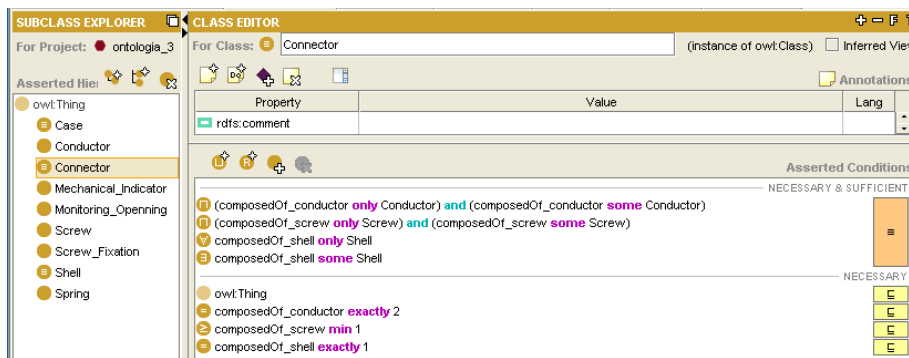 SUBCLASS EXPLORER
For Project: ontologia_3
Asserted Hie
owl:Thing
Case
Conductor
Connector
Mechanical_Indicator
Monitoring_Openning
Screw
Screw_Fixation
Shell
Spring
CLASS EDITOR
For Class: Connector (instance of owl:Class) Inferred Vie
Annotations
Property Value Lang
rdfs:comment
Asserted Conditions
NECESSARY & SUFFICIENT
(composedOf_conductor only Conductor) and (composedOf_conductor some Conductor)
(composedOf_screw only Screw) and (composedOf_screw some Screw)
composedOf_shell only Shell
composedOf_shell some Shell
NECESSARY
owl:Thing
composedOf_conductor exactly 2
composedOf_screw min 1
composedOf_shell exactly 1